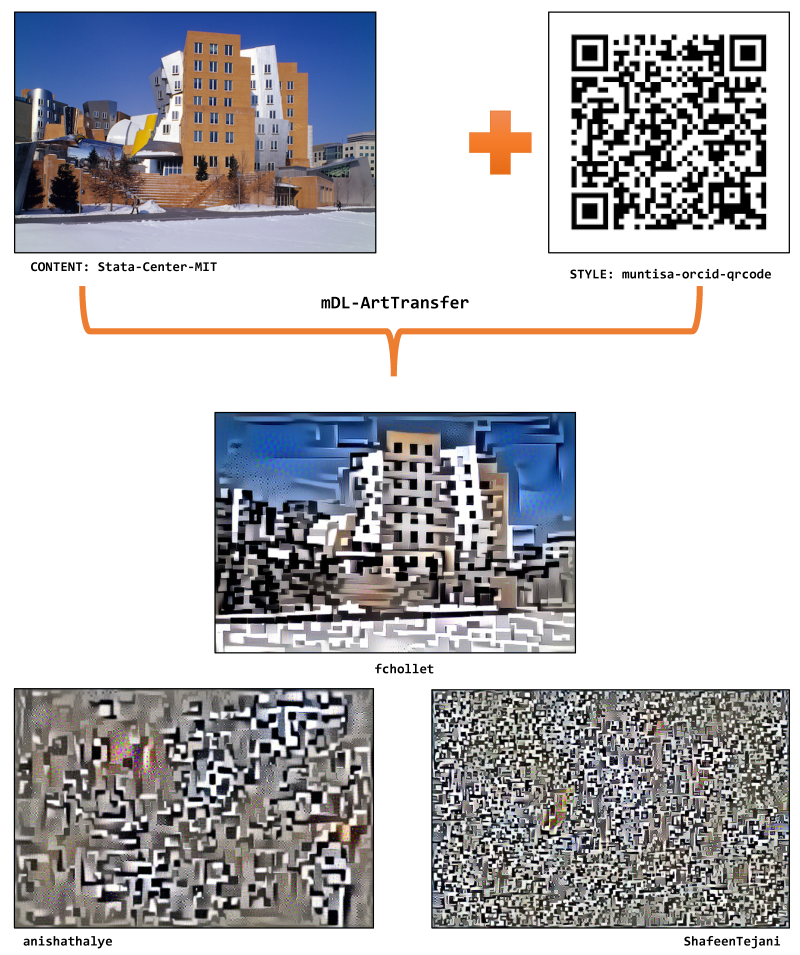 CONTENT: Stata-Center-MIT
STYLE: muntisa-orcid-qrcode
mDL-ArtTransfer
fchollet
anishathalye
ShafeenTejani